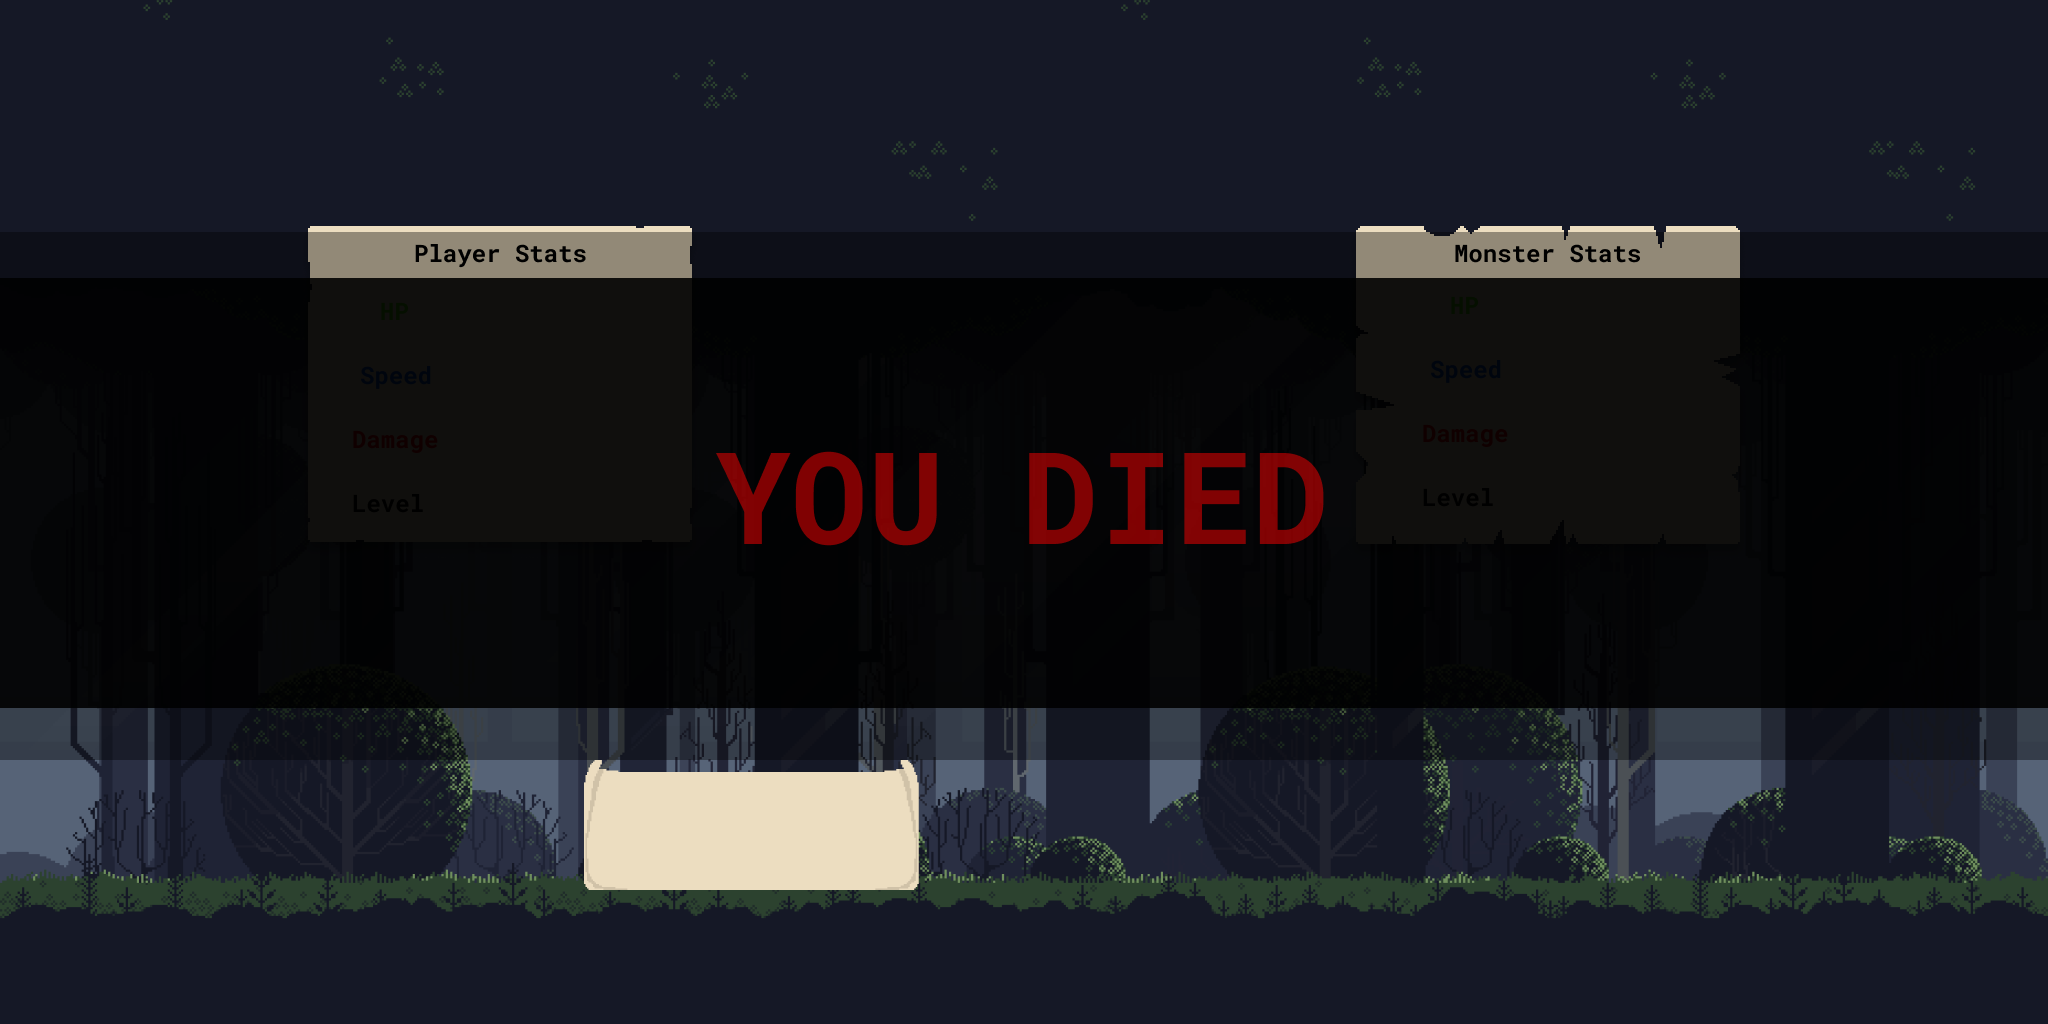 Player Stats
HP
Speed
Damage
Level
YOU DIED
Monster Stats
HP
Speed
Damage
Level